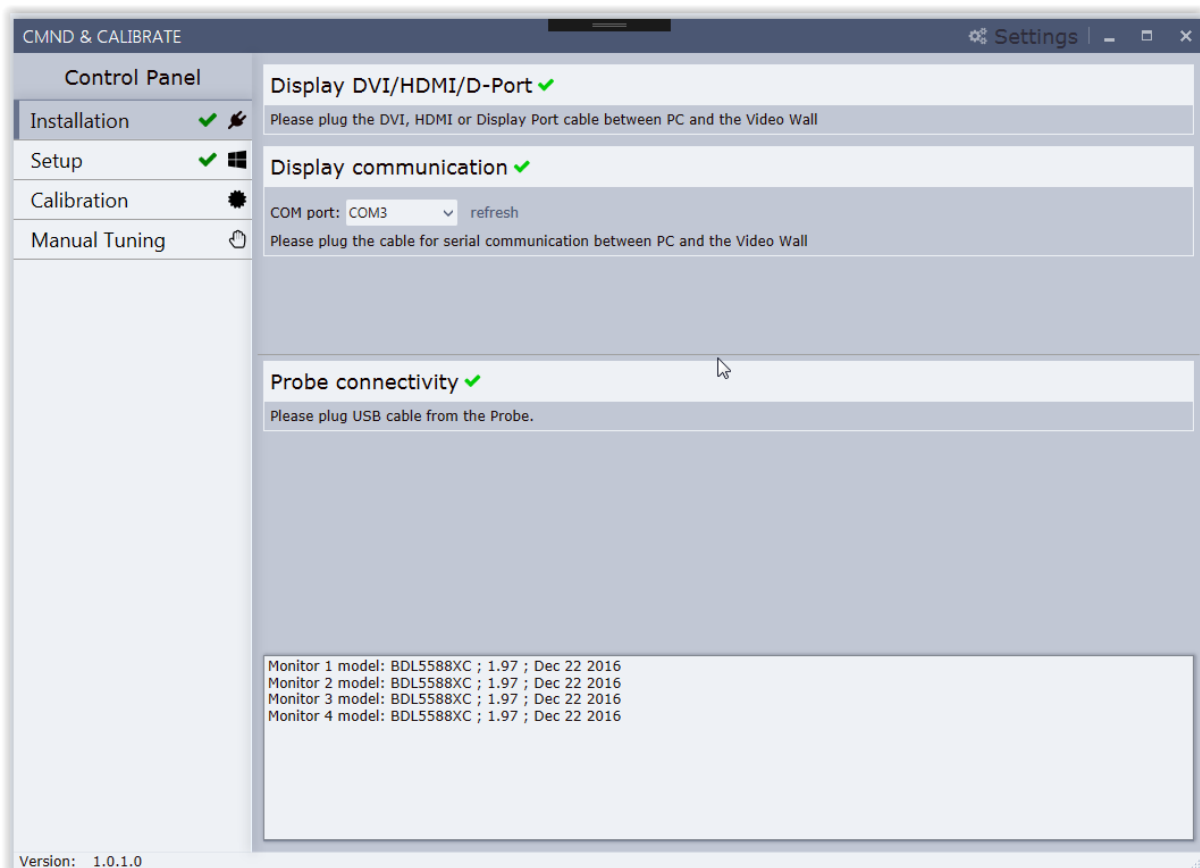 CMND & CALIBRATE
Settings
Control Panel
Installation
Setup
Calibration
Manual Tuning
Display DVI/HDMI/D-Port
Please plug the DVI, HDMI or Display Port cable between PC and the Video Wall
Display communication
COM port: COM3 refresh
Please plug the cable for serial communication between PC and the Video Wall
Probe connectivity
Please plug USB cable from the Probe.
Monitor 1 model: BDL5588XC ; 1.97 ; Dec 22 2016
Monitor 2 model: BDL5588XC ; 1.97 ; Dec 22 2016
Monitor 3 model: BDL5588XC ; 1.97 ; Dec 22 2016
Monitor 4 model: BDL5588XC ; 1.97 ; Dec 22 2016
Version: 1.0.1.0